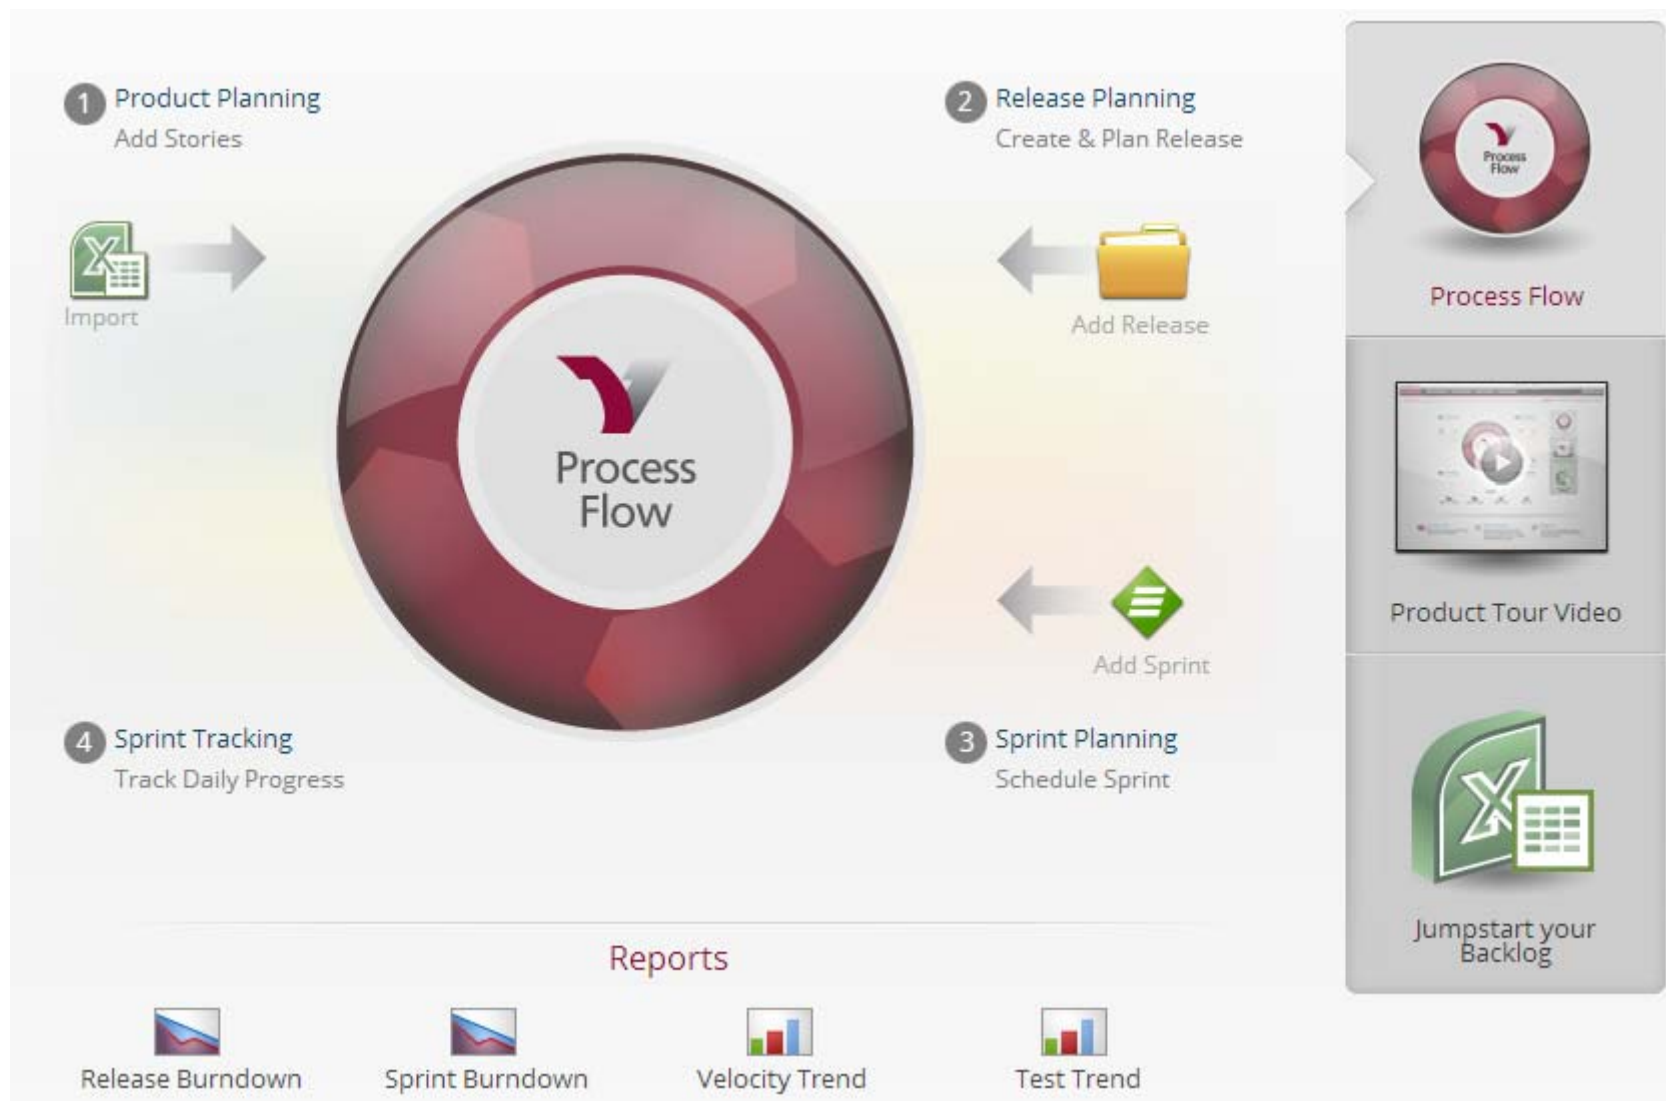 1 Product Planning
Add Stories
2 Release Planning
Create & Plan Release
Import
Add Release
Process
Flow
Add Sprint
4 Sprint Tracking
Track Daily Progress
3 Sprint Planning
Schedule Sprint
Reports
Release Burndown
Sprint Burndown
Velocity Trend
Test Trend
Process
Flow
Process Flow
Product Tour Video
Jumpstart your
Backlog